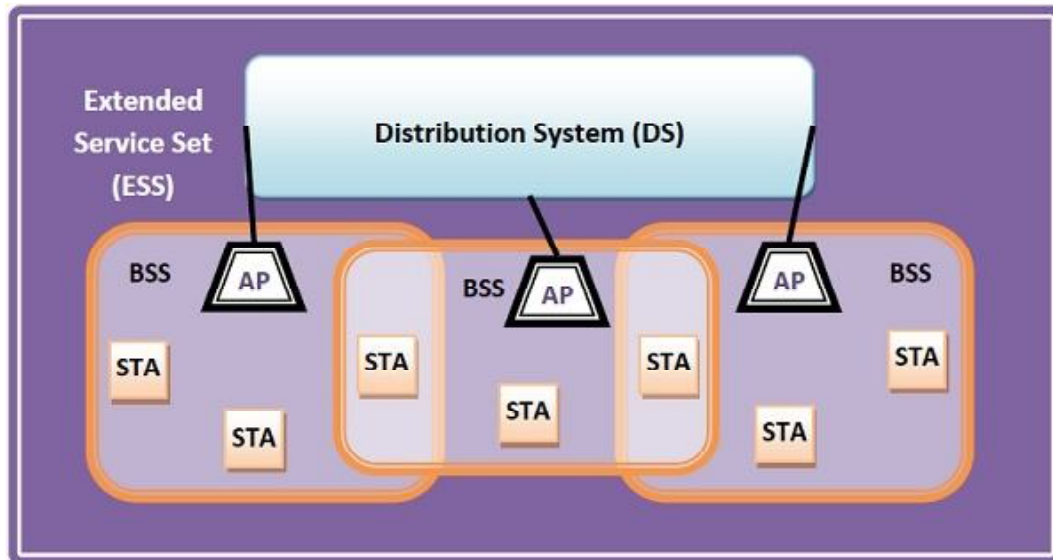 Extended
Service Set
(ESS)
Distribution System (DS)
BSS
AP
BSS
AP
AP
BSS
STA
STA
STA
STA
STA
STA
STA